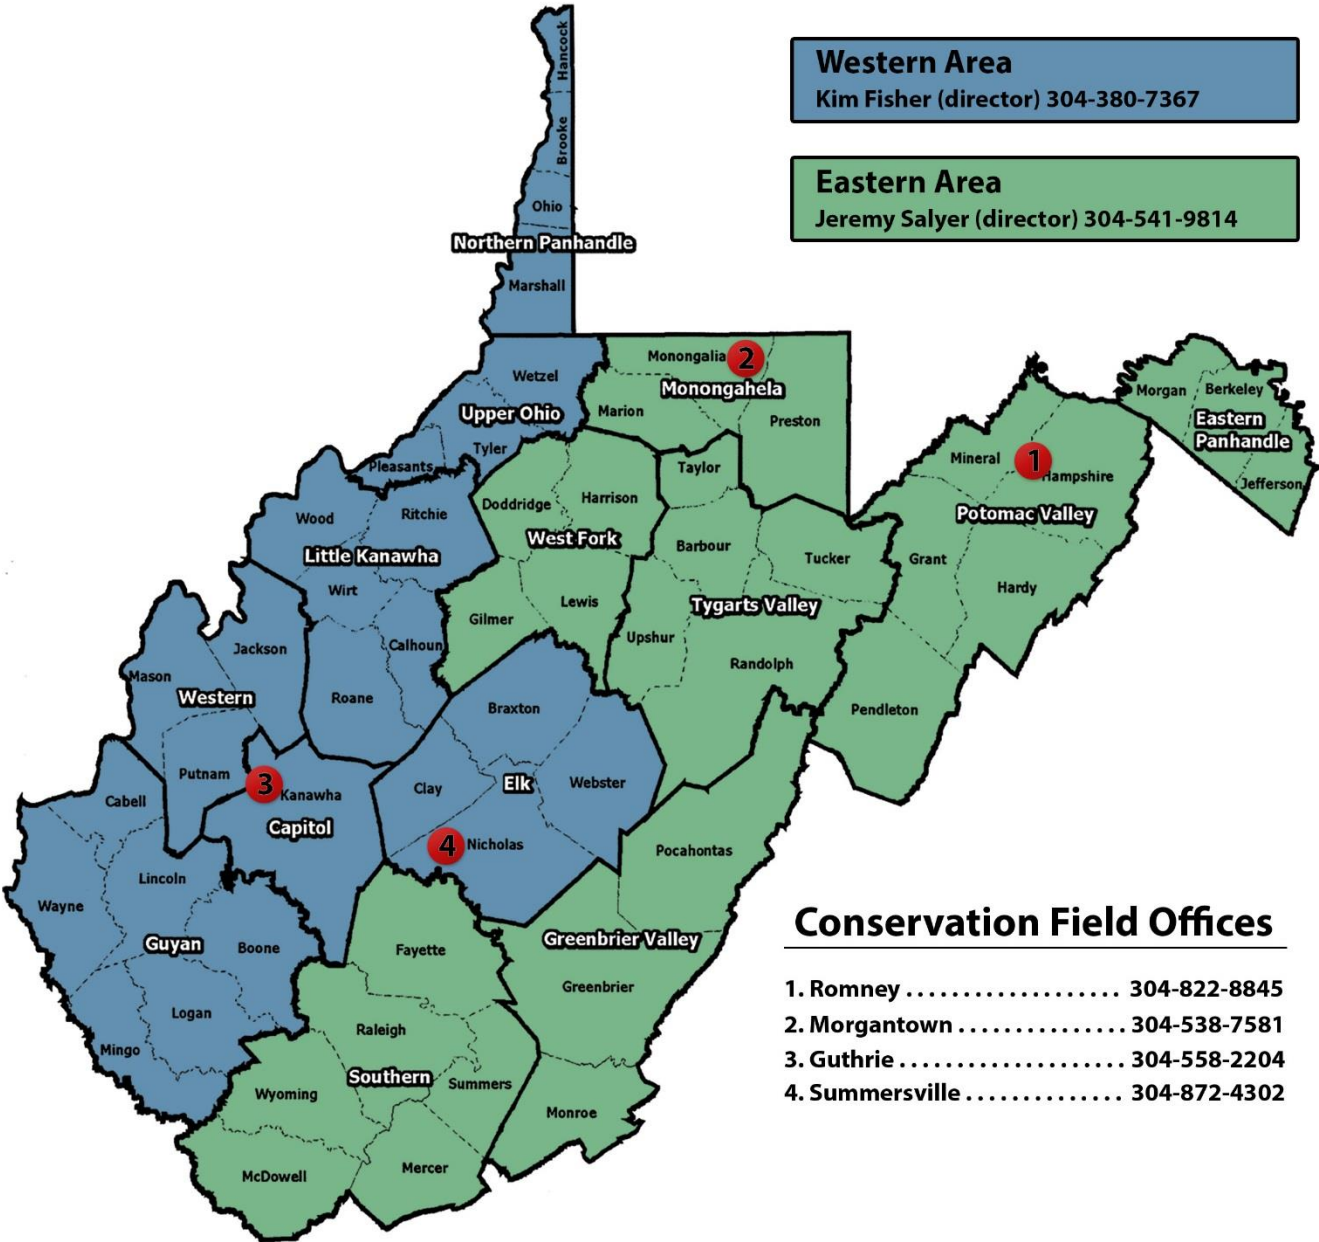 Western Area
Kim Fisher (director) 304-380-7367
Eastern Area
Jeremy Salyer (director) 304-541-9814
Hancock
Brooke
Ohio
Northern Panhandle
Marshall
Wetzel
Upper Ohio
Tyler
Pleasants
Monongalia
2
Monongahela
Marion
Preston
Morgan
Berkeley
Eastern
Panhandle
Jefferson
Mineral
1
Hampshire
Potomac Valley
Grant
Hardy
Pendleton
Taylor
Doddridge
Harrison
West Fork
Gilmer
Lewis
Barbour
Tucker
Tygarts Valley
Upshur
Randolph
Wood
Ritchie
Little Kanawha
Wirt
Calhoun
Roane
Jackson
Mason
Western
Putnam
3
Kanawha
Capitol
Braxton
Clay
Elk
Webster
4
Nicholas
Cabell
Lincoln
Wayne
Guyan
Boone
Logan
Mingo
Pocahontas
Greenbrier Valley
Greenbrier
Monroe
Fayette
Raleigh
Southern
Summers
Wyoming
McDowell
Mercer
Conservation Field Offices
1. Romney . . . . . . . . . . . . . . . . . . . 304-822-8845
2. Morgantown . . . . . . . . . . . . . . . 304-538-7581
3. Guthrie . . . . . . . . . . . . . . . . . . . . 304-558-2204
4. Summersville . . . . . . . . . . . . . . 304-872-4302